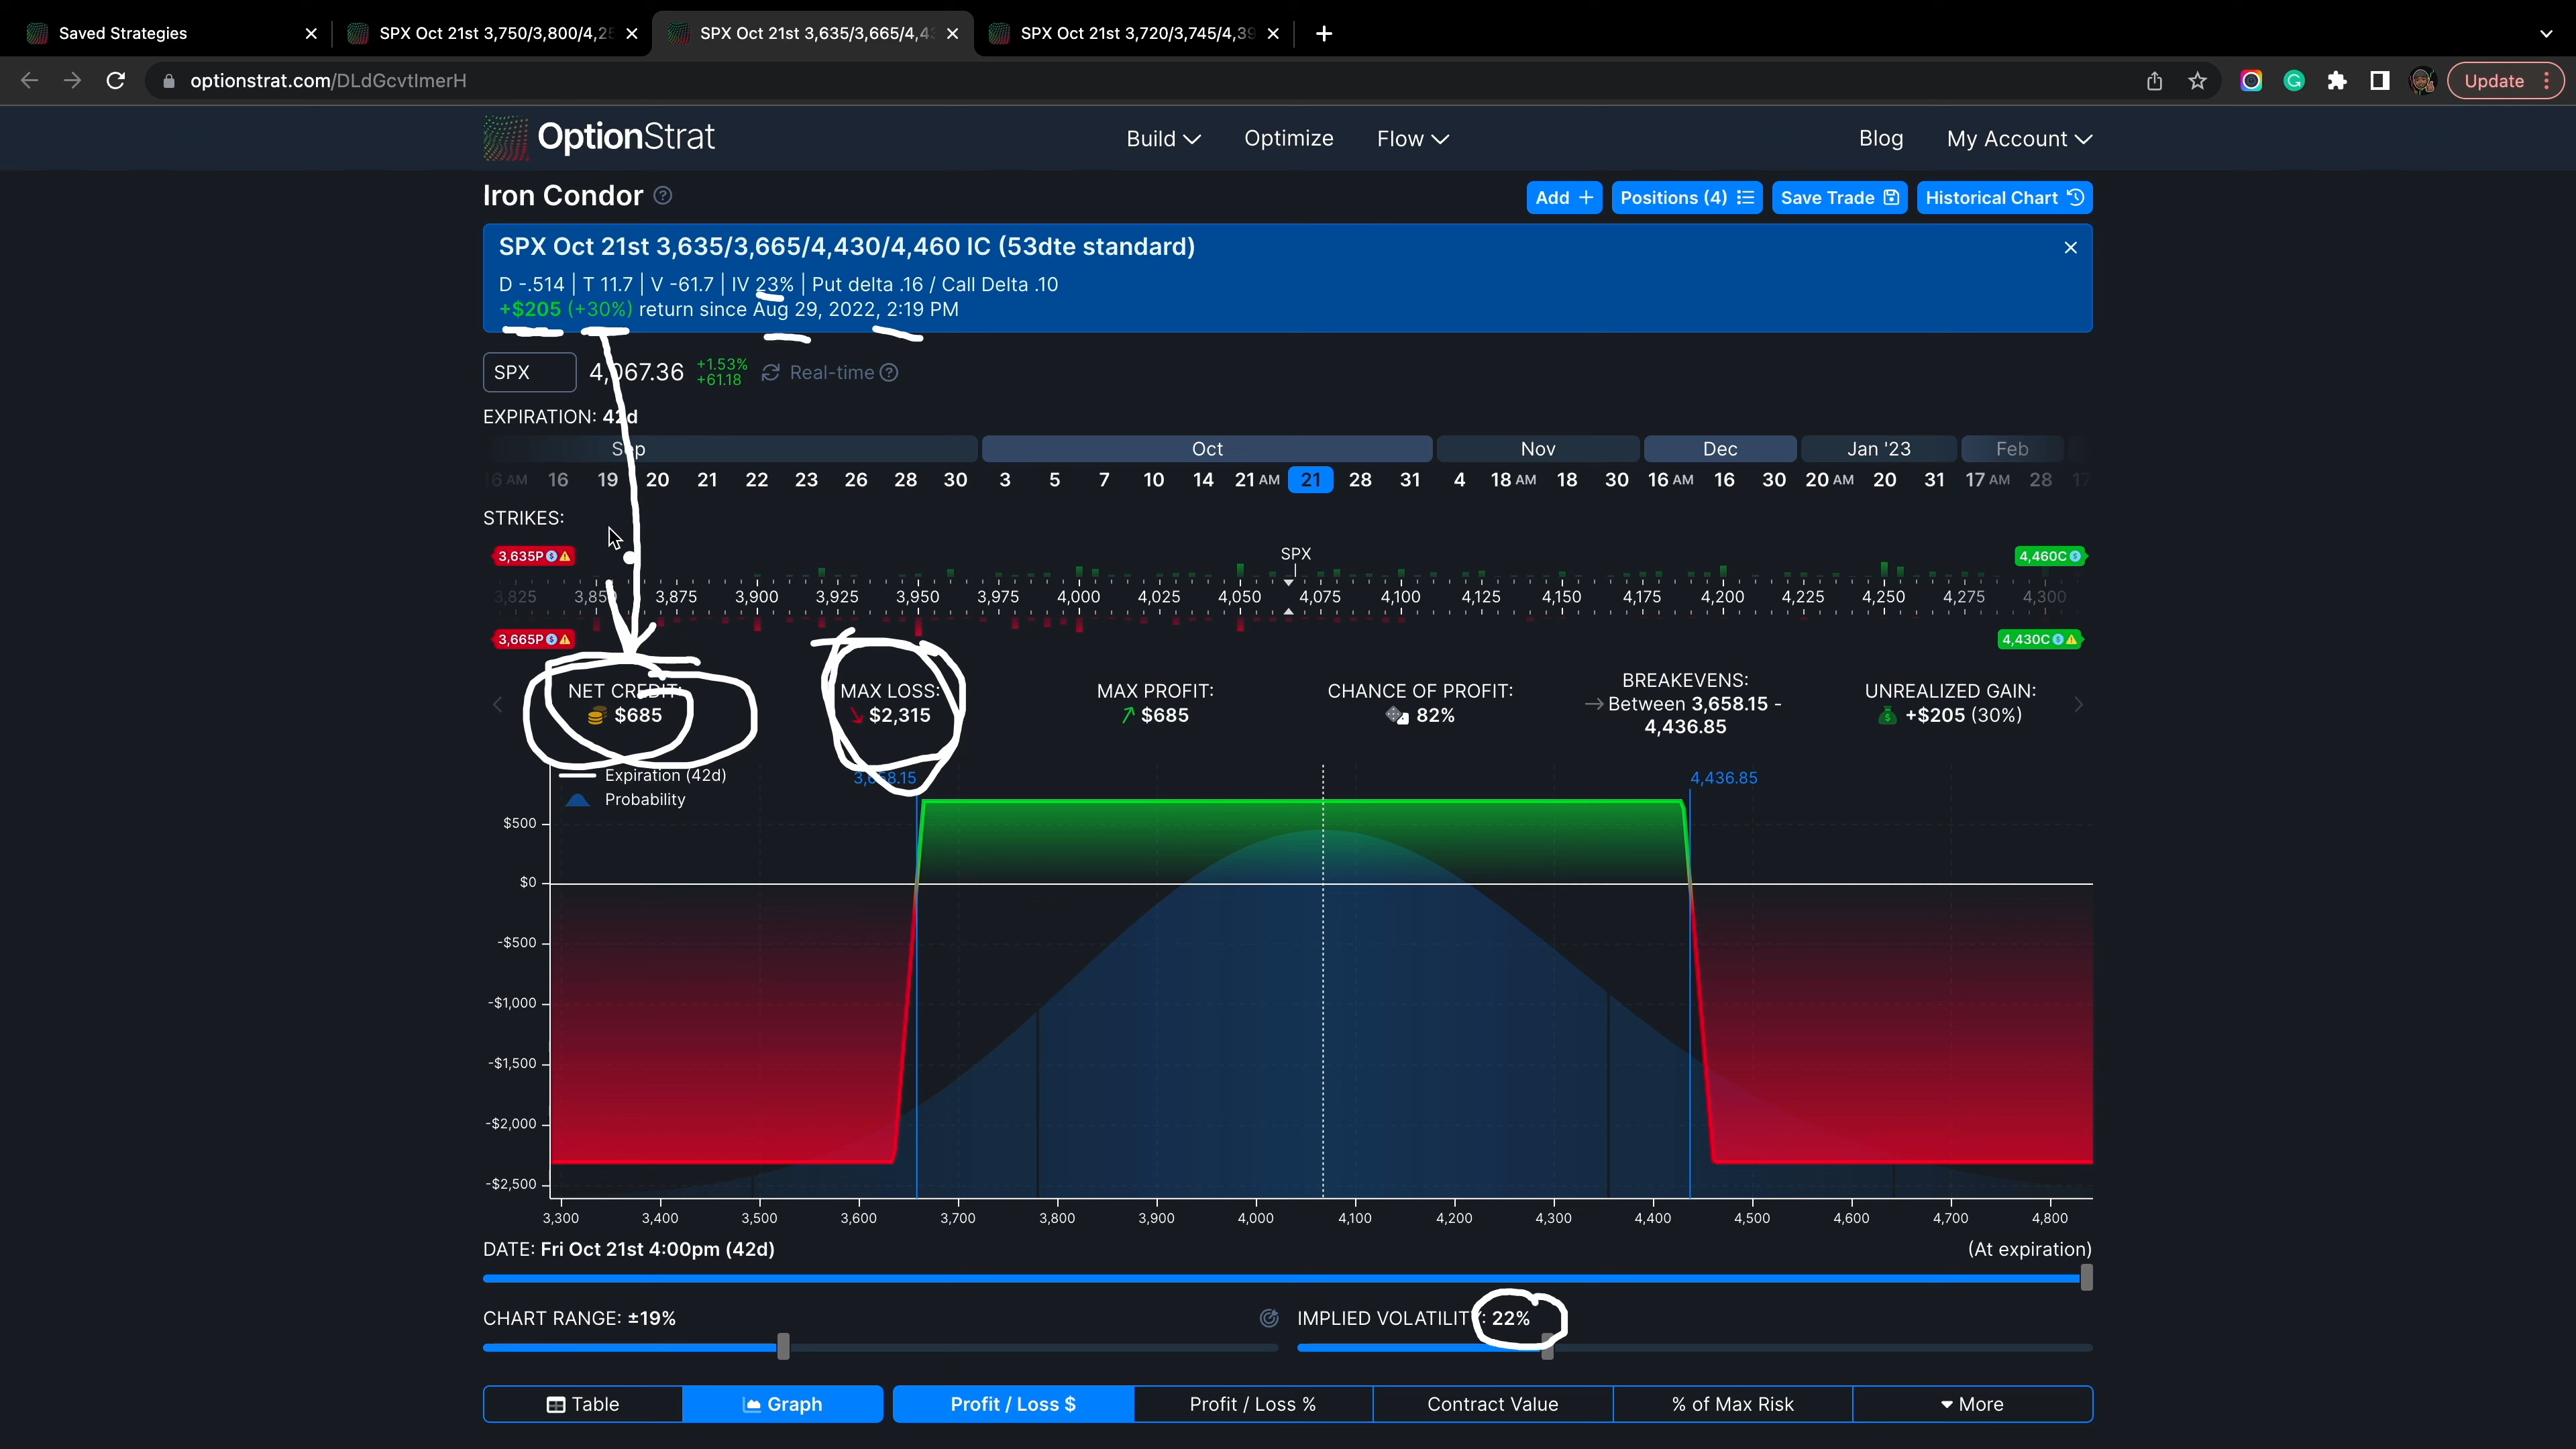 Saved Strategies
SPX Oct 21st 3,750/3,800/4,25
SPX Oct 21st 3,635/3,665/4,43
SPX Oct 21st 3,720/3,745/4,39
optionstrat.com/DLdGcvtImerH
Update
OptionStrat
Build
Optimize
Flow
Blog
My Account
Iron Condor
Add +
Positions (4)
Save Trade
Historical Chart
SPX Oct 21st 3,635/3,665/4,430/4,460 IC (53dte standard)
D -.514 | T 11.7 | V -61.7 | IV 23% | Put delta .16 / Call Delta .10
+$205 (+30%) return since Aug 29, 2022, 2:19 PM
SPX 4,067.36 +1.53% +61.18 Real-time
EXPIRATION: 42d
Sep Oct Nov Dec Jan '23 Feb
6 AM 16 19 20 21 22 23 26 28 30 3 5 7 10 14 21 AM 21 28 31 4 18 AM 18 30 16 AM 16 30 20 AM 20 31 17 AM 28 17
STRIKES:
SPX
3,635P 4,460C
3,825 3,850 3,875 3,900 3,925 3,950 3,975 4,000 4,025 4,050 4,075 4,100 4,125 4,150 4,175 4,200 4,225 4,250 4,275 4,300
3,665P 4,430C
NET CREDIT:
$685
MAX LOSS:
$2,315
MAX PROFIT:
$685
CHANCE OF PROFIT:
82%
BREAKEVENS:
Between 3,658.15 -
4,436.85
UNREALIZED GAIN:
+$205 (30%)
Expiration (42d)
Probability
3,658.15
4,436.85
$500
$0
-$500
-$1,000
-$1,500
-$2,000
-$2,500
3,300 3,400 3,500 3,600 3,700 3,800 3,900 4,000 4,100 4,200 4,300 4,400 4,500 4,600 4,700 4,800
DATE: Fri Oct 21st 4:00pm (42d)
(At expiration)
CHART RANGE: ±19%
IMPLIED VOLATILITY: 22%
Table
Graph
Profit / Loss $
Profit / Loss %
Contract Value
% of Max Risk
More